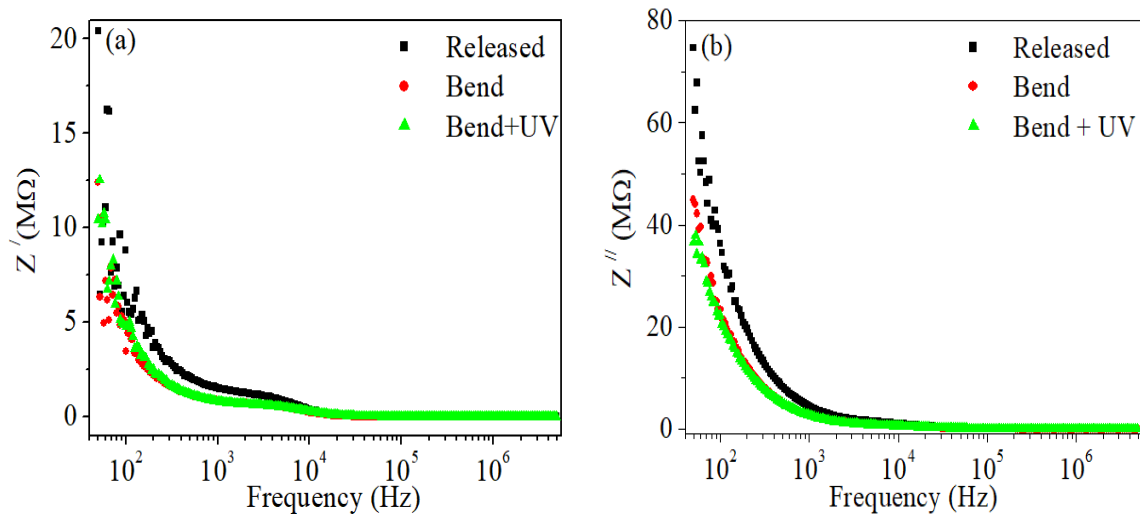 (a)
Released
Bend
Bend+UV
20
15
10
5
0
Z′(MΩ)
10² 10³ 10⁴ 10⁵ 10⁶
Frequency (Hz)
(b)
Released
Bend
Bend + UV
80
60
40
20
0
Z″ (MΩ)
10² 10³ 10⁴ 10⁵ 10⁶
Frequency (Hz)